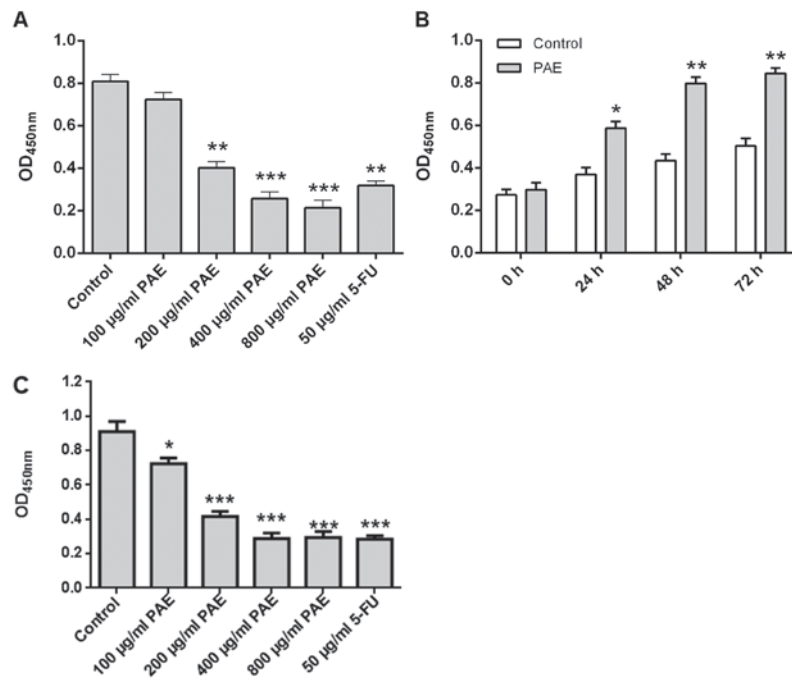 A
OD450nm
1.0
0.8
0.6
0.4
0.2
0.0
**
***
***
**
Control
100 µg/ml PAE
200 µg/ml PAE
400 µg/ml PAE
800 µg/ml PAE
50 µg/ml 5-FU
B
OD450nm
1.0
0.8
0.6
0.4
0.2
0.0
Control
PAE
*
**
**
0 h
24 h
48 h
72 h
C
OD450nm
1.2
1.0
0.8
0.6
0.4
0.2
0.0
*
***
***
***
***
Control
100 µg/ml PAE
200 µg/ml PAE
400 µg/ml PAE
800 µg/ml PAE
50 µg/ml 5-FU